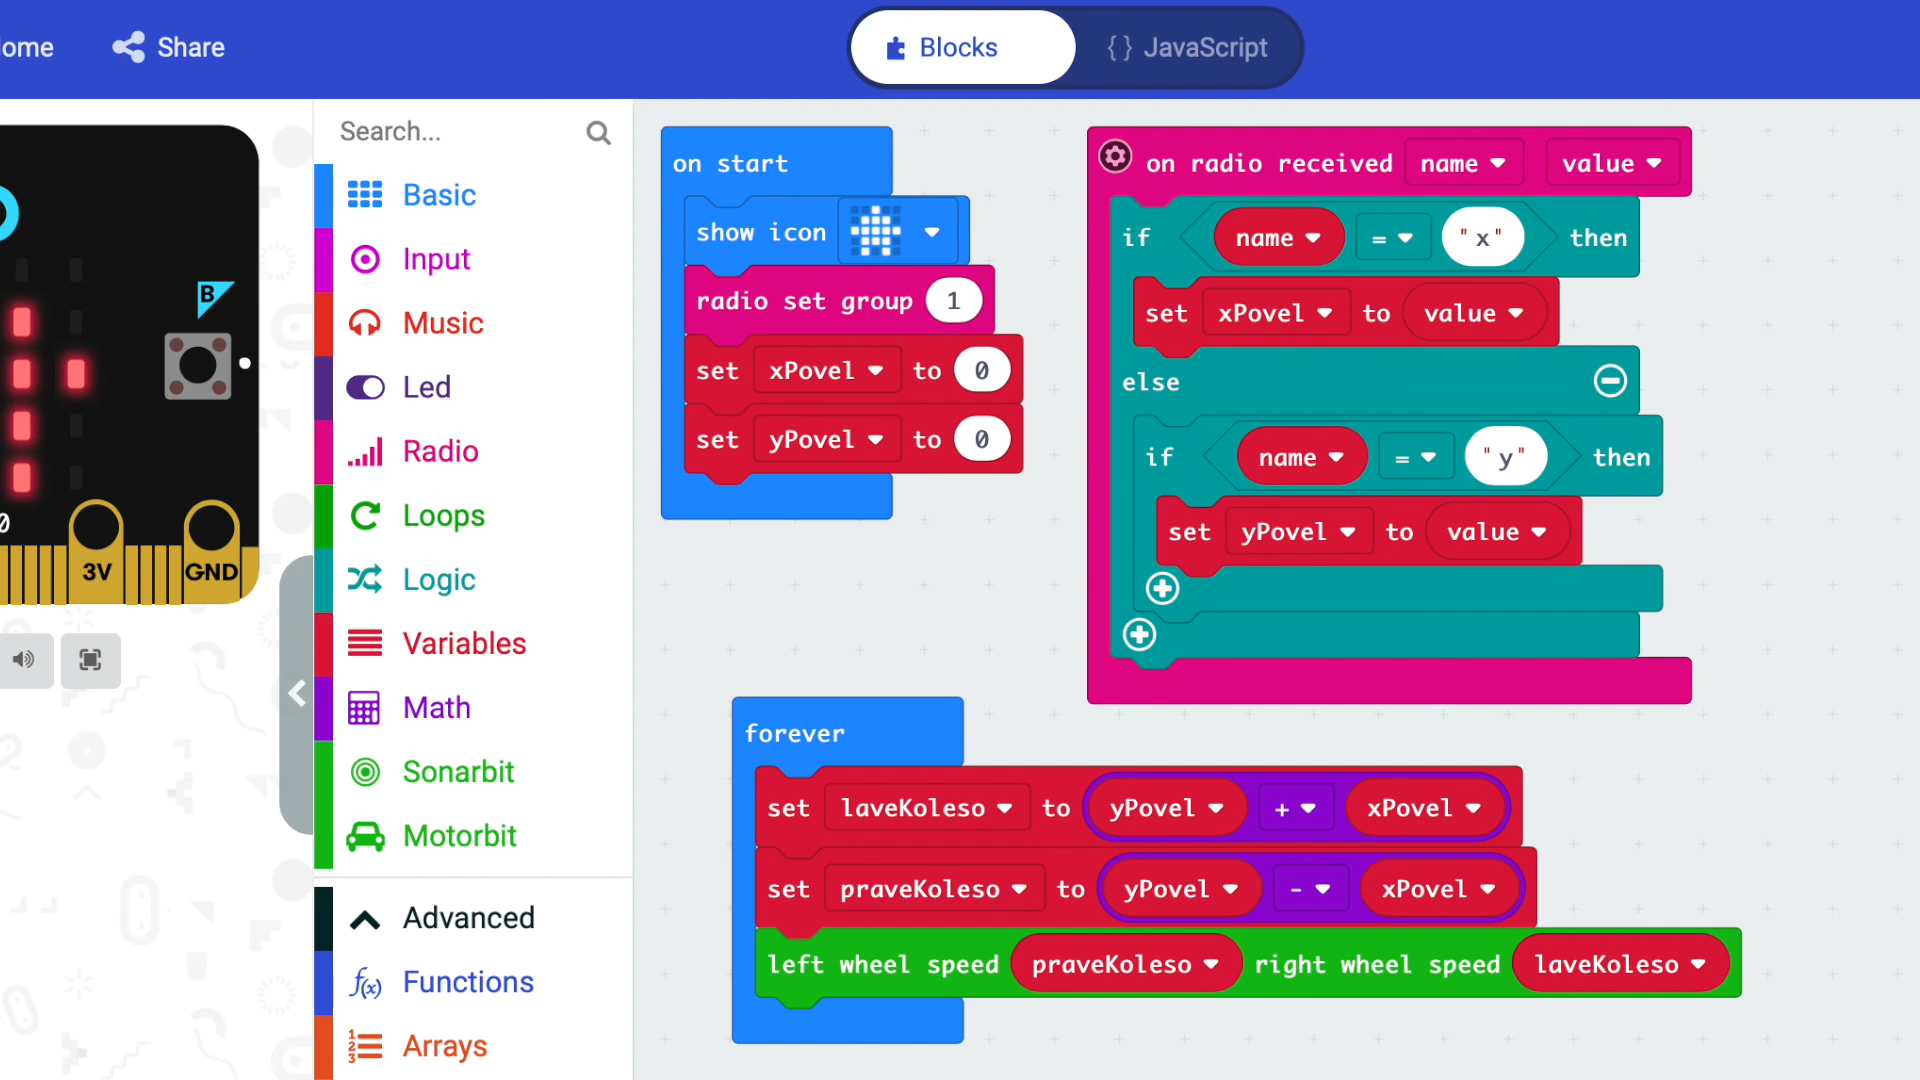 ome
Share
Blocks
{ } JavaScript
B
0
3V
GND
Search...
Basic
Input
Music
Led
Radio
Loops
Logic
Variables
Math
Sonarbit
Motorbit
Advanced
f(x) Functions
Arrays
on start
show icon
radio set group 1
set xPovel to 0
set yPovel to 0
on radio received name value
if name = "x" then
set xPovel to value
else
if name = "y" then
set yPovel to value
forever
set laveKoleso to yPovel + xPovel
set praveKoleso to yPovel - xPovel
left wheel speed praveKoleso right wheel speed laveKoleso